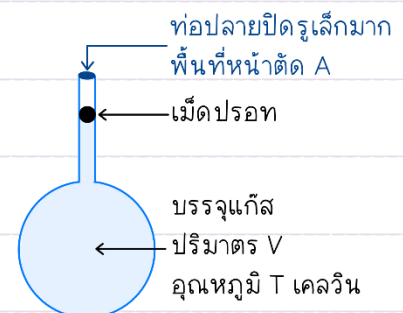 ท่อปลายปิดรูเล็กมาก
พื้นที่หน้าตัด A
เม็ดปรอท
บรรจุแก๊ส
ปริมาตร V
อุณหภูมิ T เคลวิน